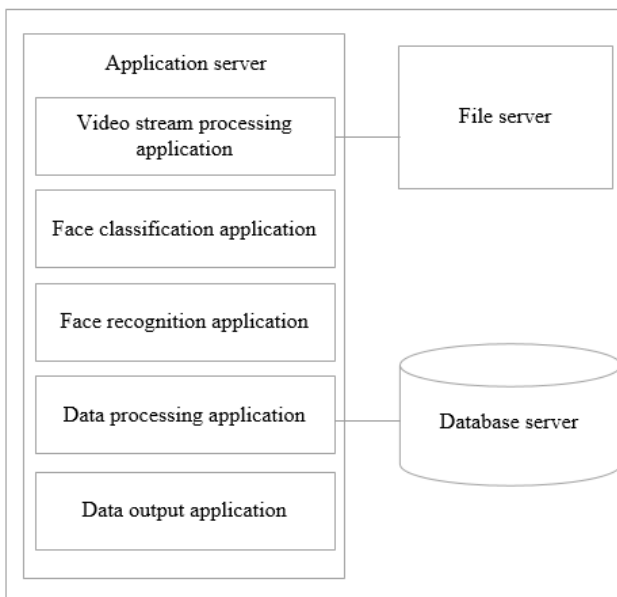 Application server
Video stream processing
application
Face classification application
Face recognition application
Data processing application
Data output application
File server
Database server